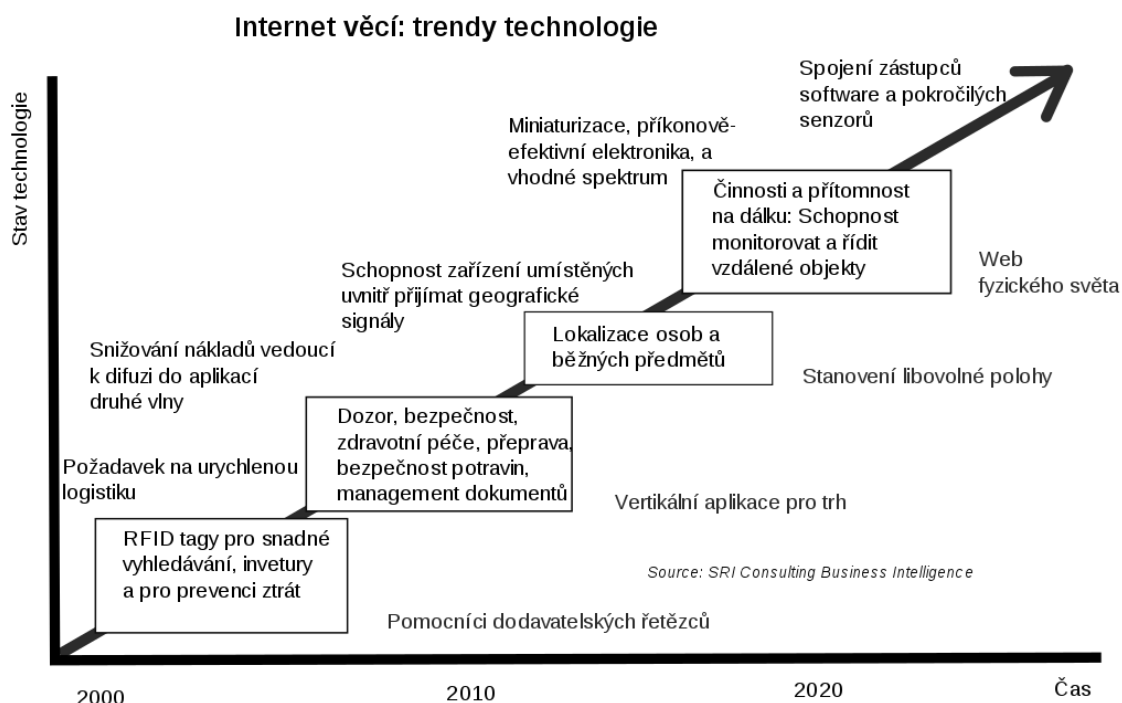 Internet věcí: trendy technologie
Stav technologie
Spojení zástupců
software a pokročilých
senzorů
Miniaturizace, příkonově-
efektivní elektronika, a
vhodné spektrum
Činnosti a přítomnost
na dálku: Schopnost
monitorovat a řídit
vzdálené objekty
Web
fyzického světa
Schopnost zařízení umístěných
uvnitř přijímat geografické
signály
Lokalizace osob a
běžných předmětů
Stanovení libovolné polohy
Snižování nákladů vedoucí
k difuzi do aplikací
druhé vlny
Dozor, bezpečnost,
zdravotní péče, přeprava,
bezpečnost potravin,
management dokumentů
Vertikální aplikace pro trh
Požadavek na urychlenou
logistiku
RFID tagy pro snadné
vyhledávání, invetury
a pro prevenci ztrát
Pomocníci dodavatelských řetězců
Source: SRI Consulting Business Intelligence
2000
2010
2020
Čas